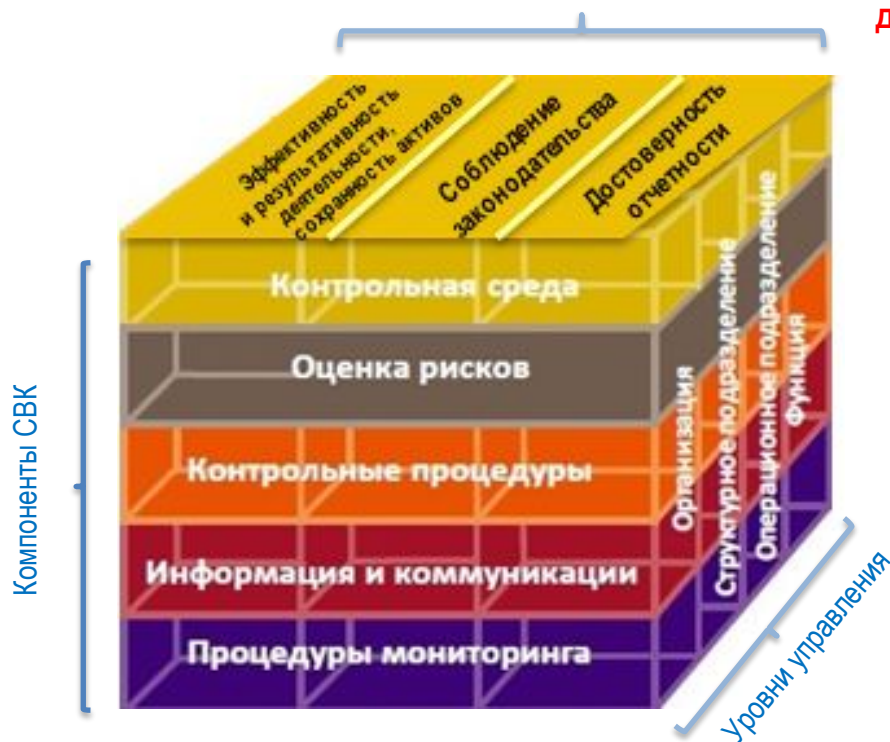 Д
Эффективность
и результативность
деятельности,
сохранность активов
Соблюдение
законодательства
Достоверность
отчетности
Контрольная среда
Оценка рисков
Контрольные процедуры
Информация и коммуникации
Процедуры мониторинга
Организация
Структурное подразделение
Операционное подразделение
Функция
Компоненты СВК
Уровни управления